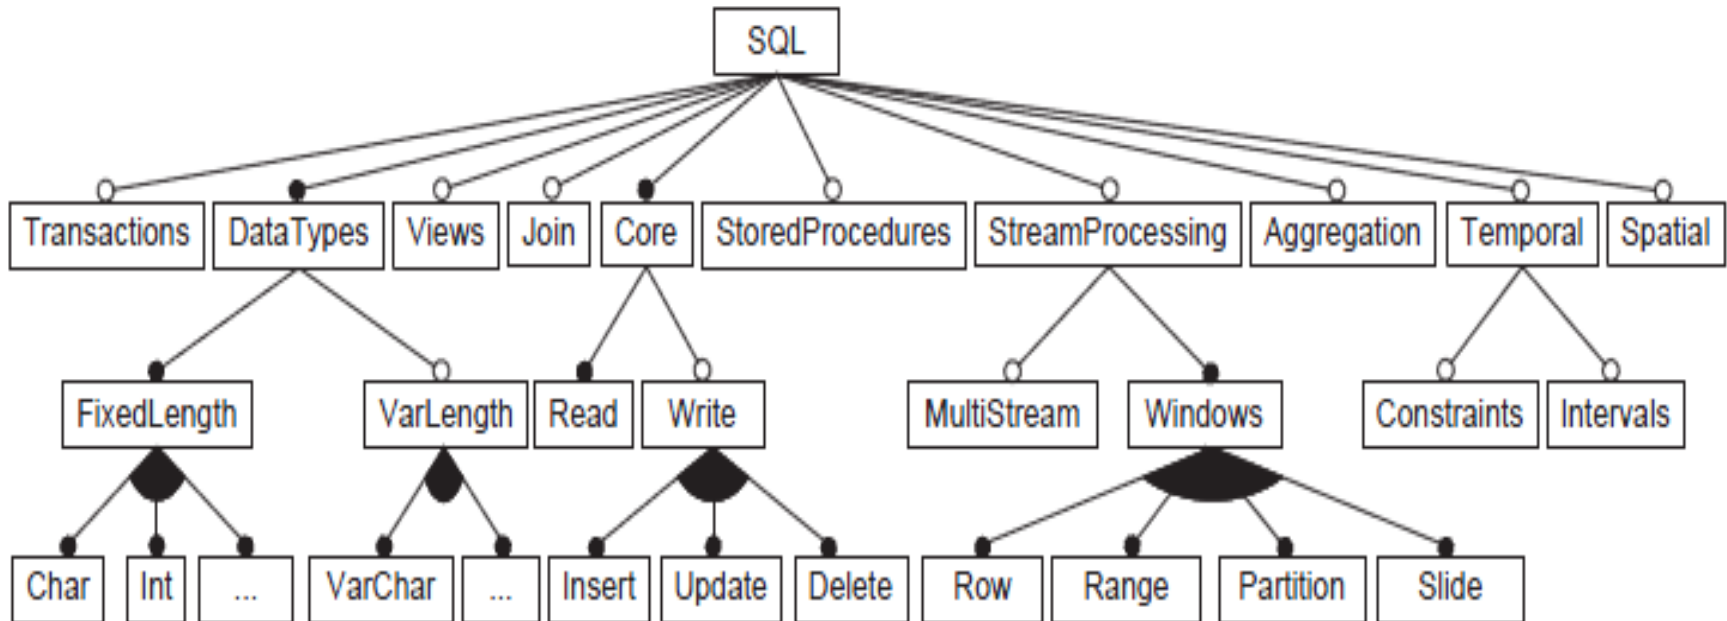 SQL
Transactions DataTypes Views Join Core StoredProcedures StreamProcessing Aggregation Temporal Spatial
FixedLength VarLength Read Write MultiStream Windows Constraints Intervals
Char Int ... VarChar ... Insert Update Delete Row Range Partition Slide